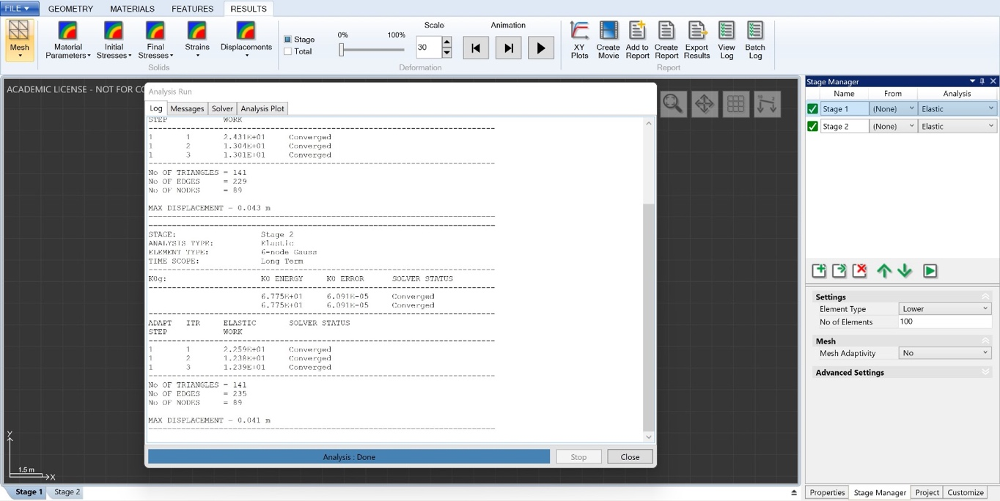 FILE GEOMETRY MATERIALS FEATURES RESULTS
Mesh
Material Parameters
Initial Stresses
Final Stresses
Strains
Displacements
Solids
Stage
Total
0% 100%
Scale
30
Animation
Deformation
XY Plots
Create Movie
Add to Report
Create Report
Export Results
View Log
Batch Log
Report
ACADEMIC LICENSE - NOT FOR CO
Analysis Run
Log Messages Solver Analysis Plot
STEP WORK
1 1 2.431E+01 Converged
1 2 1.304E+01 Converged
1 3 1.301E+01 Converged
No OF TRIANGLES = 141
No OF EDGES = 229
No OF NODES = 89
MAX DISPLACEMENT = 0.043 m
STAGE: Stage 2
ANALYSIS TYPE: Elastic
ELEMENT TYPE: 6-node Gauss
TIME SCOPE: Long Term
K0g: K0 ENERGY K0 ERROR SOLVER STATUS
6.775E+01 6.091E-05 Converged
6.775E+01 6.091E-05 Converged
ADAPT ITR ELASTIC SOLVER STATUS
STEP WORK
1 1 2.259E+01 Converged
1 2 1.238E+01 Converged
1 3 1.239E+01 Converged
No OF TRIANGLES = 141
No OF EDGES = 235
No OF NODES = 89
MAX DISPLACEMENT = 0.041 m
Analysis : Done
Stop
Close
Y
1.5 m
X
Stage 1 Stage 2
Stage Manager
Name From Analysis
Stage 1 (None) Elastic
Stage 2 (None) Elastic
Settings
Element Type Lower
No of Elements 100
Mesh
Mesh Adaptivity No
Advanced Settings
Properties Stage Manager Project Customize